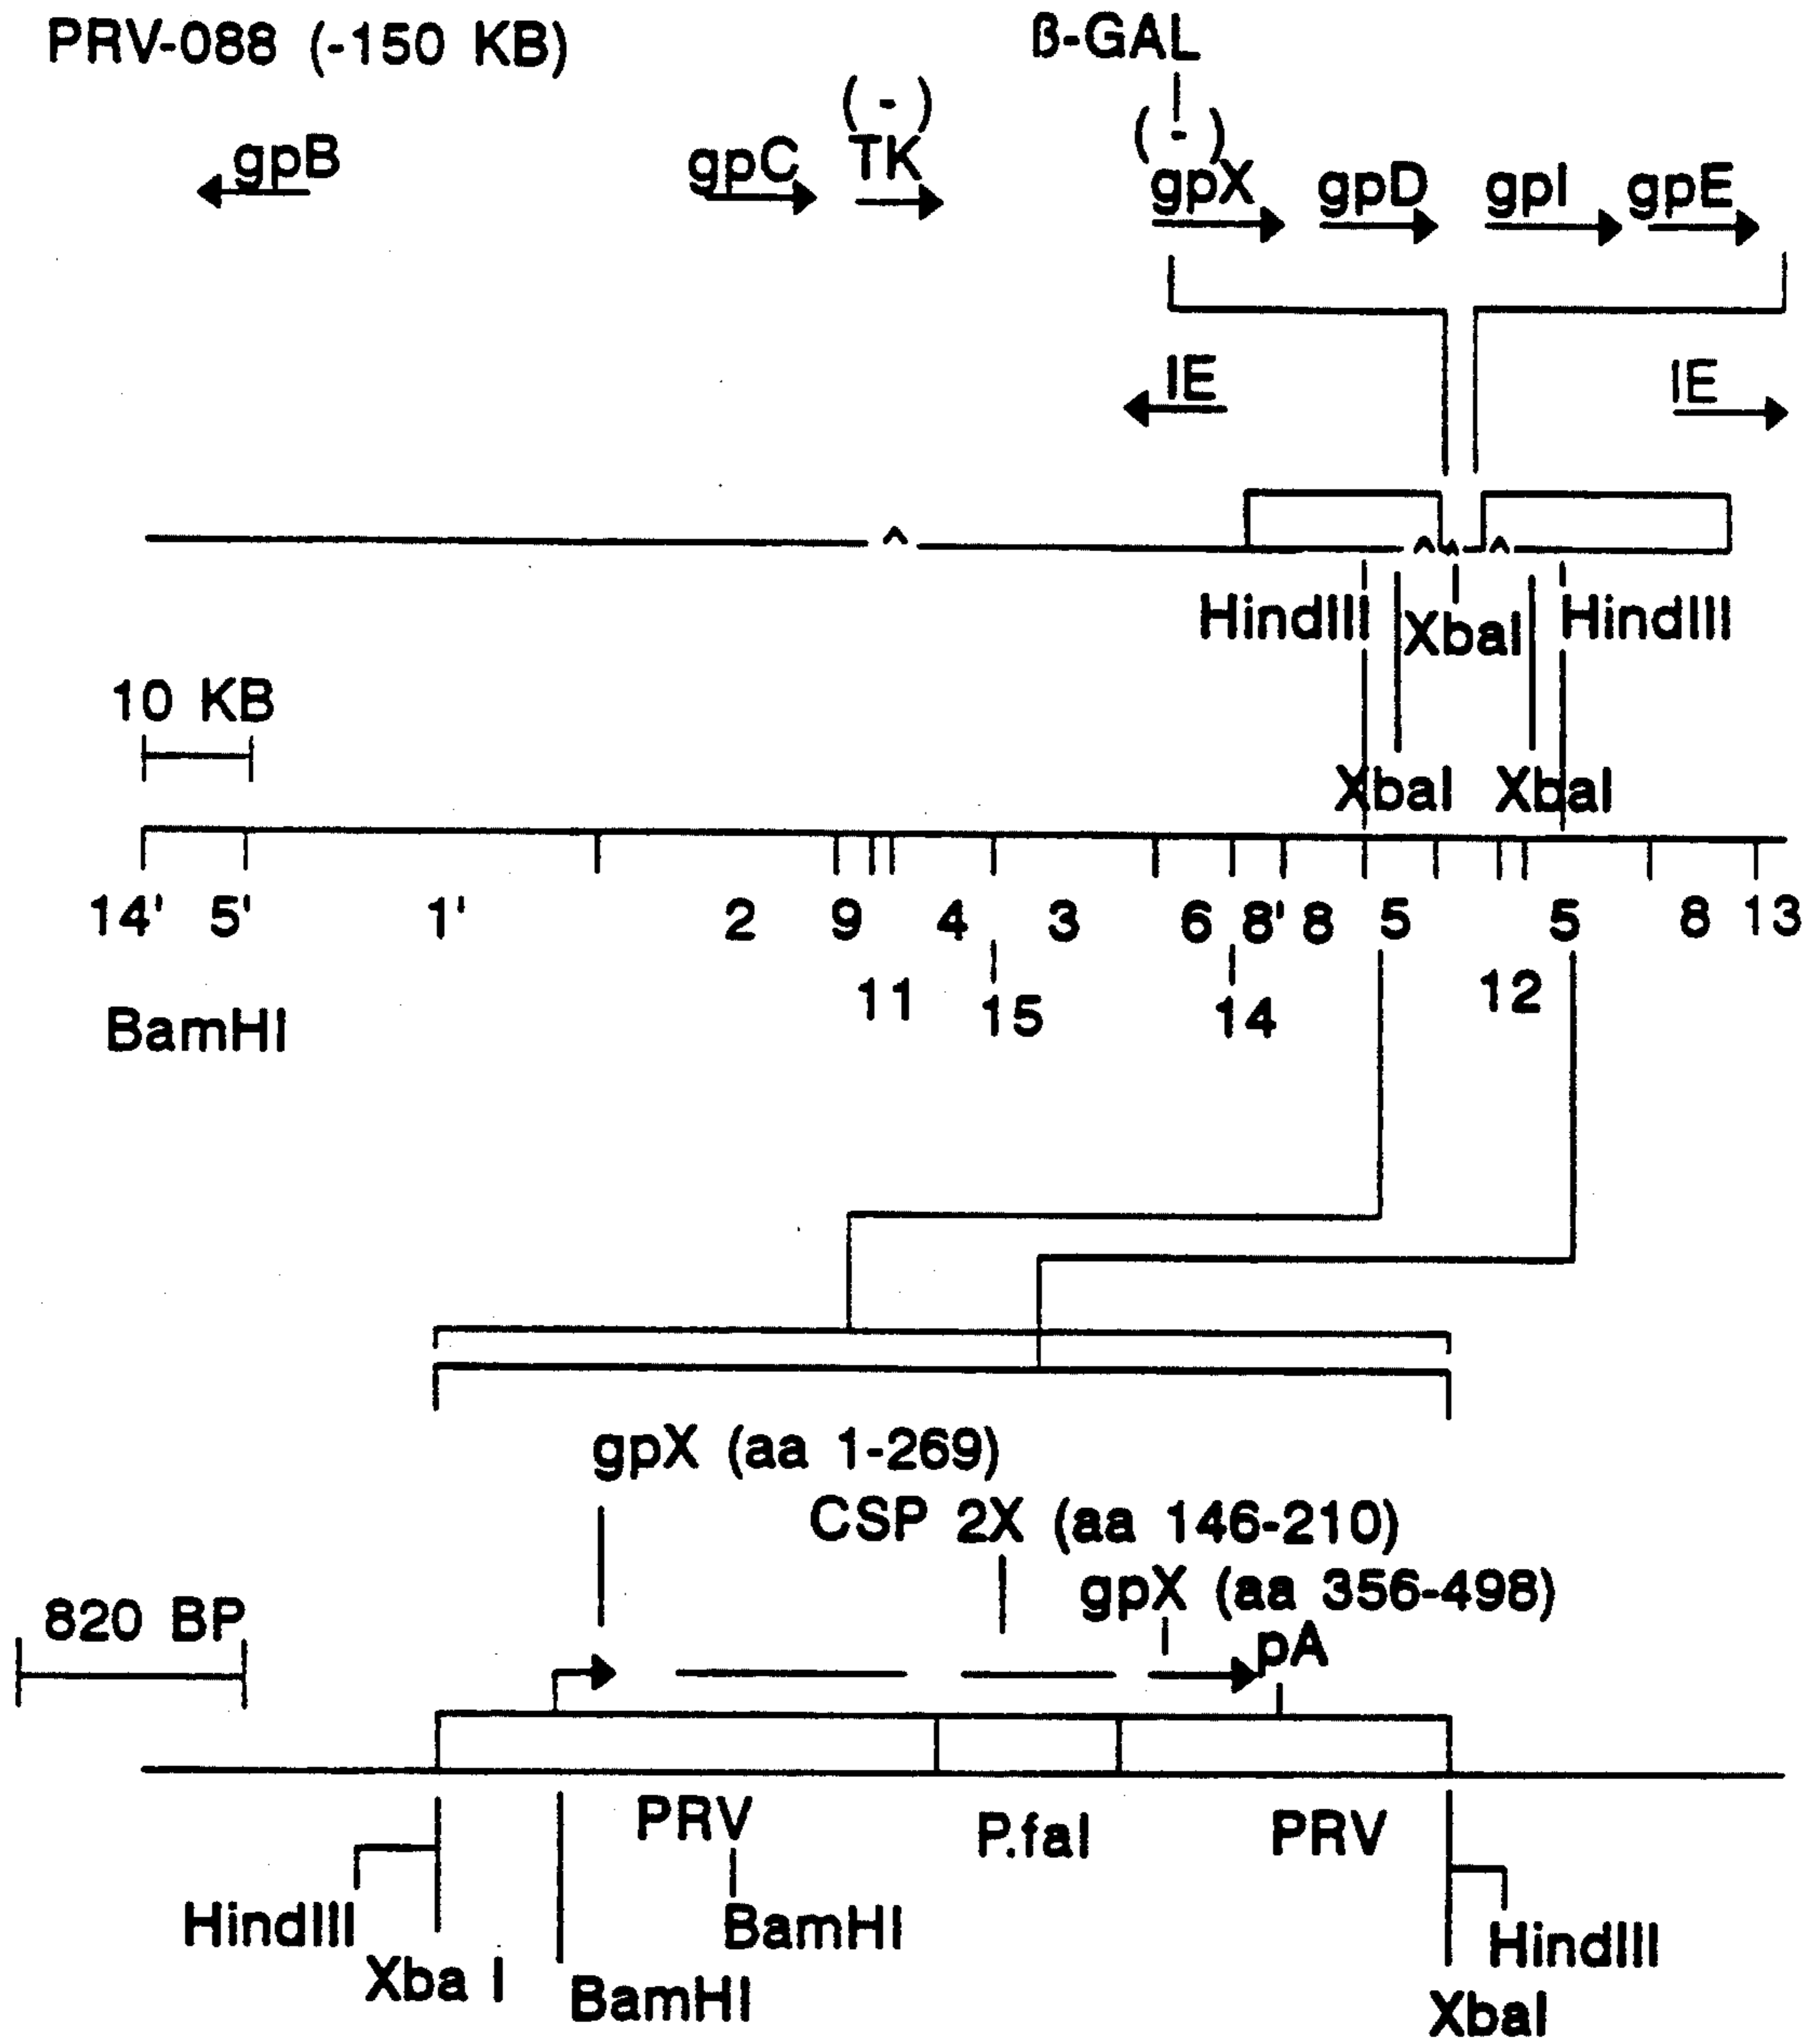 PRV-088 (-150 KB)
ß-GAL
(-)
(-)
gpB
gpC
TK
gpX
gpD
gpI
gpE
IE
IE
^
^
^
^
HindIII
XbaI
HindIII
10 KB
XbaI
XbaI
14' 5' 1' 2 9 4 3 6 8' 8 5 5 8 13
11 15 14 12
BamHI
gpX (aa 1-269)
CSP 2X (aa 146-210)
gpX (aa 356-498)
820 BP
pA
PRV
P.fal
PRV
HindIII
BamHI
HindIII
Xba I
BamHI
XbaI